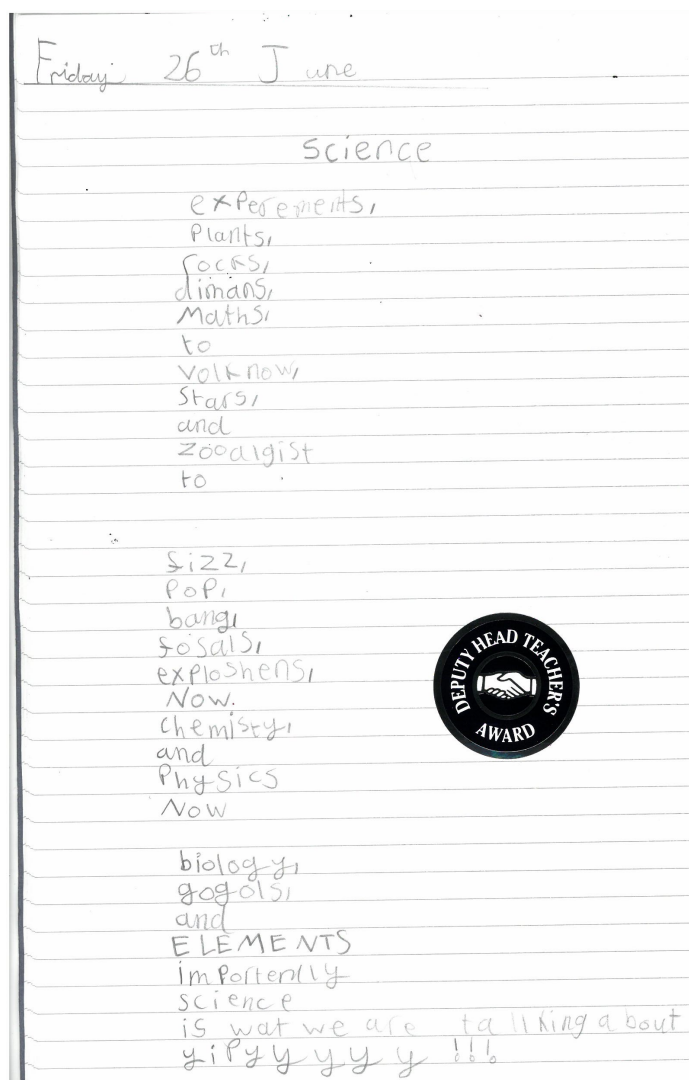 Friday 26th June
science
experements,
Plants,
rocks,
dimans,
Maths,
to
volknow,
Stars,
and
zooalgist
to
fizz,
POP,
bang,
fosals,
exploshens,
Now.
chemisty,
and
Physics
Now
biology,
gogols,
and
ELEMENTS
importenlly
science
is wat we are tallking about
yipyyyyy !!!
DEPUTY HEAD TEACHER'S
AWARD